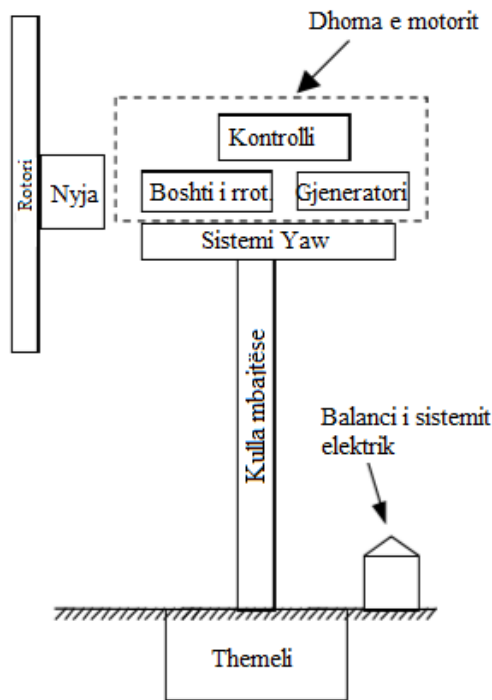 Dhoma e motorit
Kontrolli
Rotori
Nyja
Boshti i rrot.
Gjeneratori
Sistemi Yaw
Kulla mbajtëse
Balanci i sistemit
elektrik
Themeli